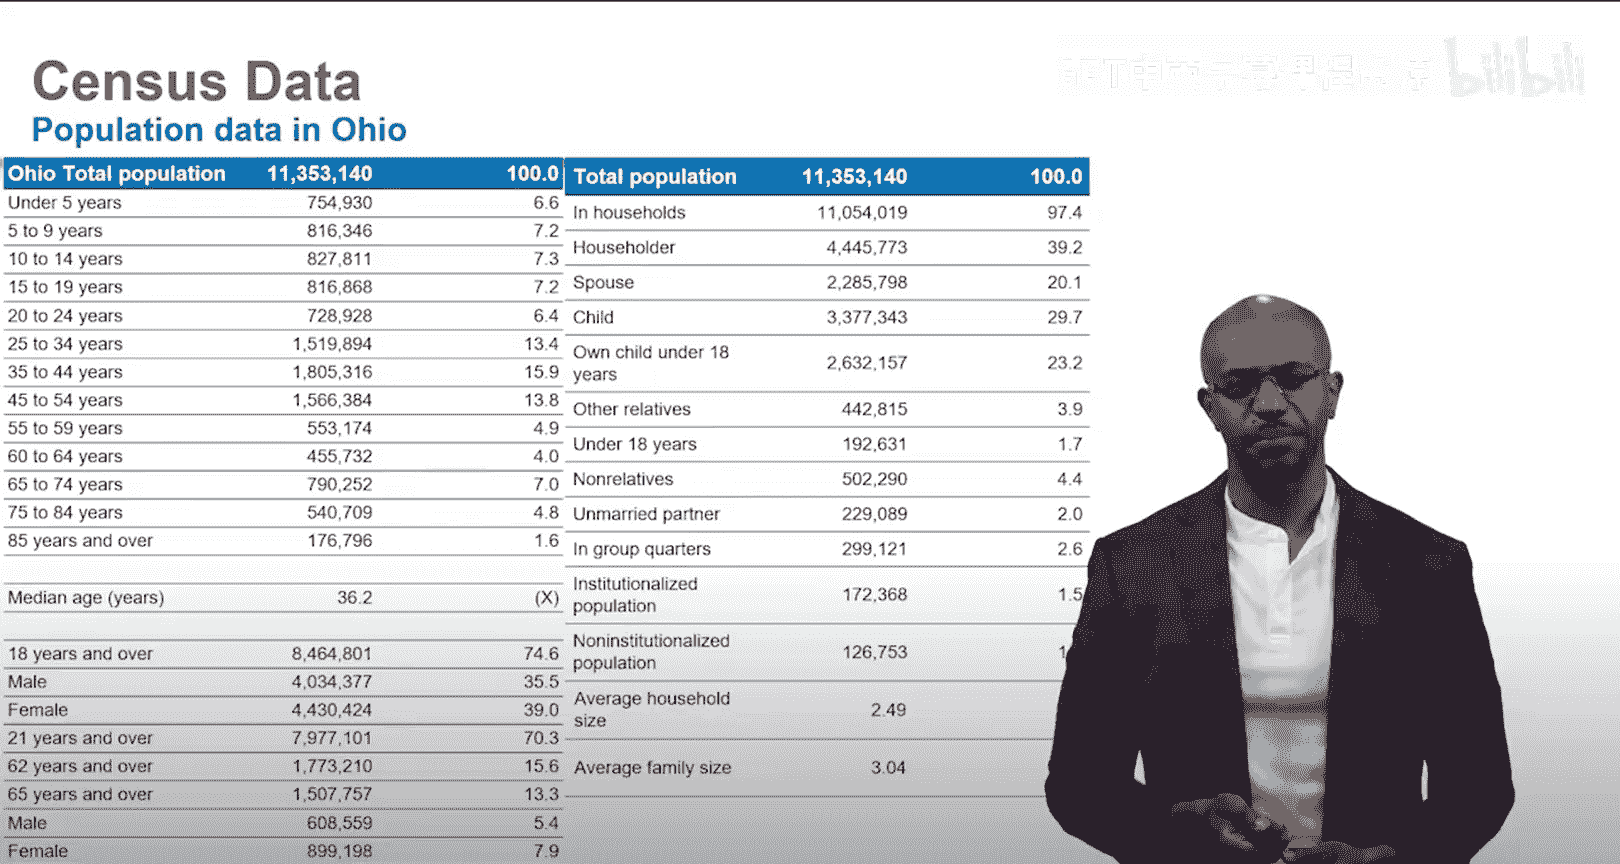 Census Data
Population data in Ohio
Ohio Total population 11,353,140 100.0
Under 5 years 754,930 6.6
5 to 9 years 816,346 7.2
10 to 14 years 827,811 7.3
15 to 19 years 816,868 7.2
20 to 24 years 728,928 6.4
25 to 34 years 1,519,894 13.4
35 to 44 years 1,805,316 15.9
45 to 54 years 1,566,384 13.8
55 to 59 years 553,174 4.9
60 to 64 years 455,732 4.0
65 to 74 years 790,252 7.0
75 to 84 years 540,709 4.8
85 years and over 176,796 1.6
Median age (years) 36.2 (X)
18 years and over 8,464,801 74.6
Male 4,034,377 35.5
Female 4,430,424 39.0
21 years and over 7,977,101 70.3
62 years and over 1,773,210 15.6
65 years and over 1,507,757 13.3
Male 608,559 5.4
Female 899,198 7.9
Total population 11,353,140 100.0
In households 11,054,019 97.4
Householder 4,445,773 39.2
Spouse 2,285,798 20.1
Child 3,377,343 29.7
Own child under 18
years 2,632,157 23.2
Other relatives 442,815 3.9
Under 18 years 192,631 1.7
Nonrelatives 502,290 4.4
Unmarried partner 229,089 2.0
In group quarters 299,121 2.6
Institutionalized
population 172,368 1.5
Noninstitutionalized
population 126,753
Average household
size 2.49
Average family size 3.04
bilibili